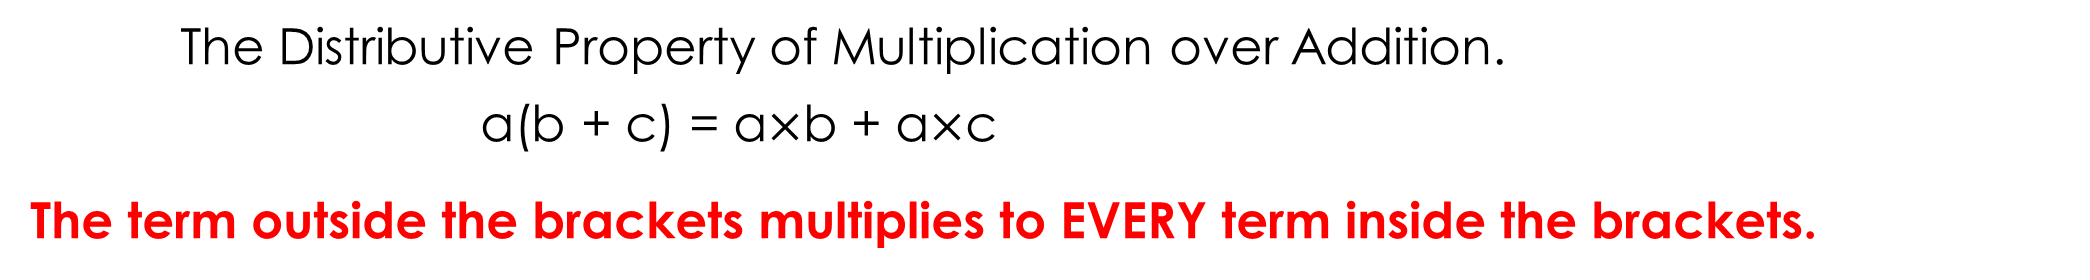 The Distributive Property of Multiplication over Addition.
a(b + c) = a×b + a×c
The term outside the brackets multiplies to EVERY term inside the brackets.